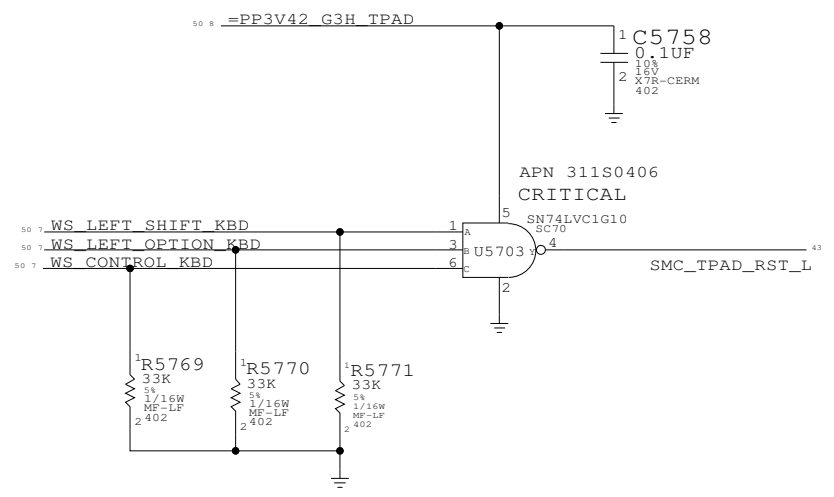 50 8 =PP3V42_G3H_TPAD
1 C5758
0.1UF
10%
16V
2 X7R-CERM
402
APN 311S0406
CRITICAL
5 SN74LVC1G10
SC70
50 7 WS_LEFT_SHIFT_KBD 1 A
50 7 WS_LEFT_OPTION_KBD 3 B U5703 Y 4 43
50 7 WS_CONTROL_KBD 6 C SMC_TPAD_RST_L
2
1 R5769 1 R5770 1 R5771
33K 33K 33K
5% 5% 5%
1/16W 1/16W 1/16W
MF-LF MF-LF MF-LF
2 402 2 402 2 402